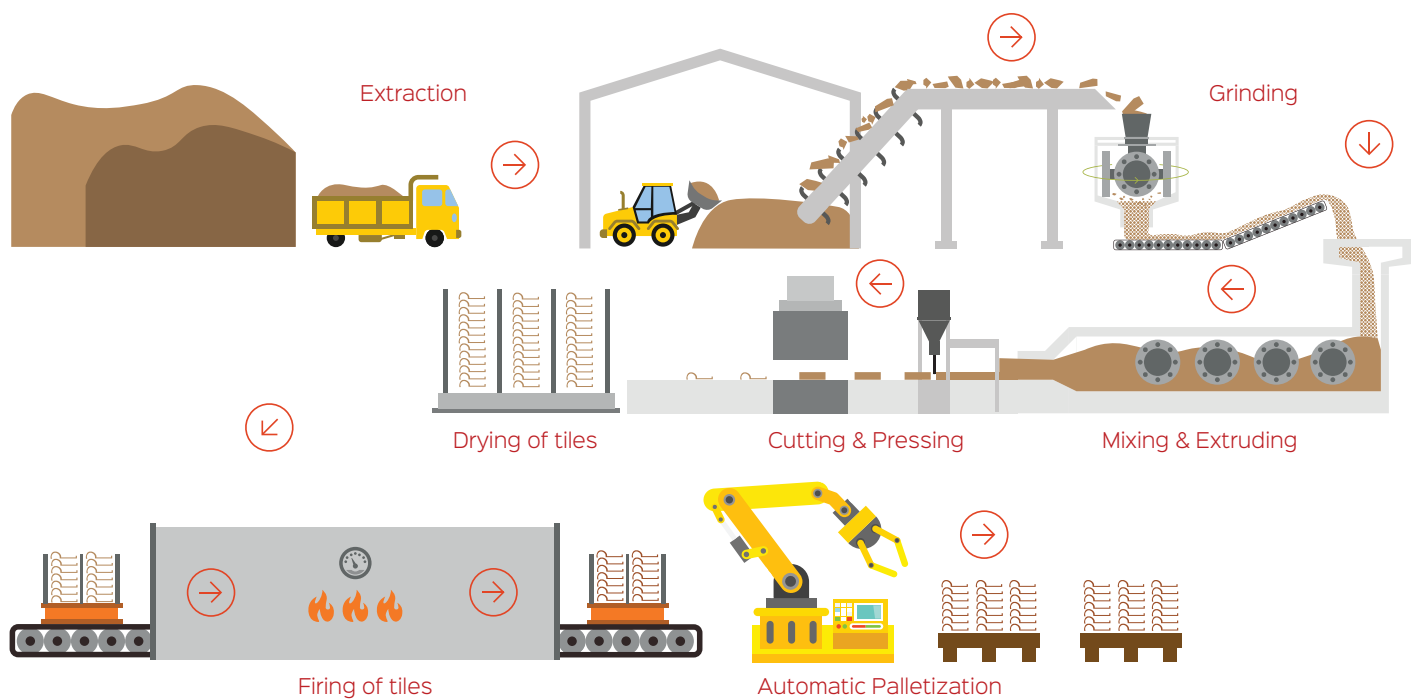 Extraction
Grinding
Drying of tiles
Cutting & Pressing
Mixing & Extruding
Firing of tiles
Automatic Palletization